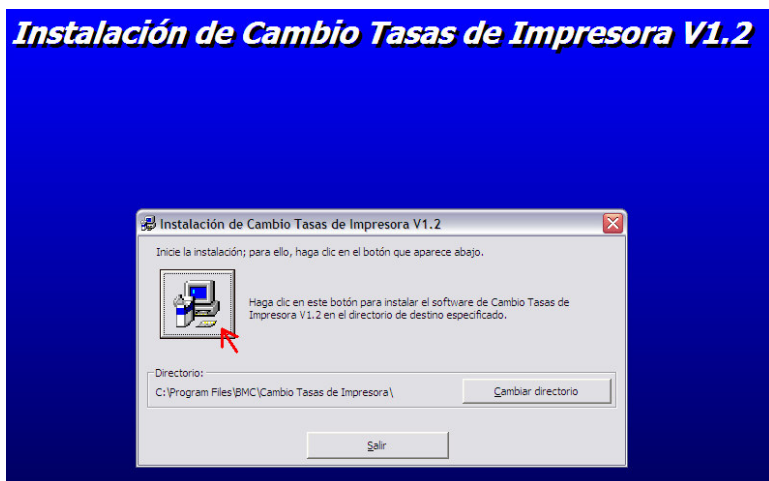 Instalación de Cambio Tasas de Impresora V1.2
Instalación de Cambio Tasas de Impresora V1.2
Inicie la instalación; para ello, haga clic en el botón que aparece abajo.
Haga clic en este botón para instalar el software de Cambio Tasas de
Impresora V1.2 en el directorio de destino especificado.
Directorio:
C:\Program Files\BMC\Cambio Tasas de Impresora\
Cambiar directorio
Salir